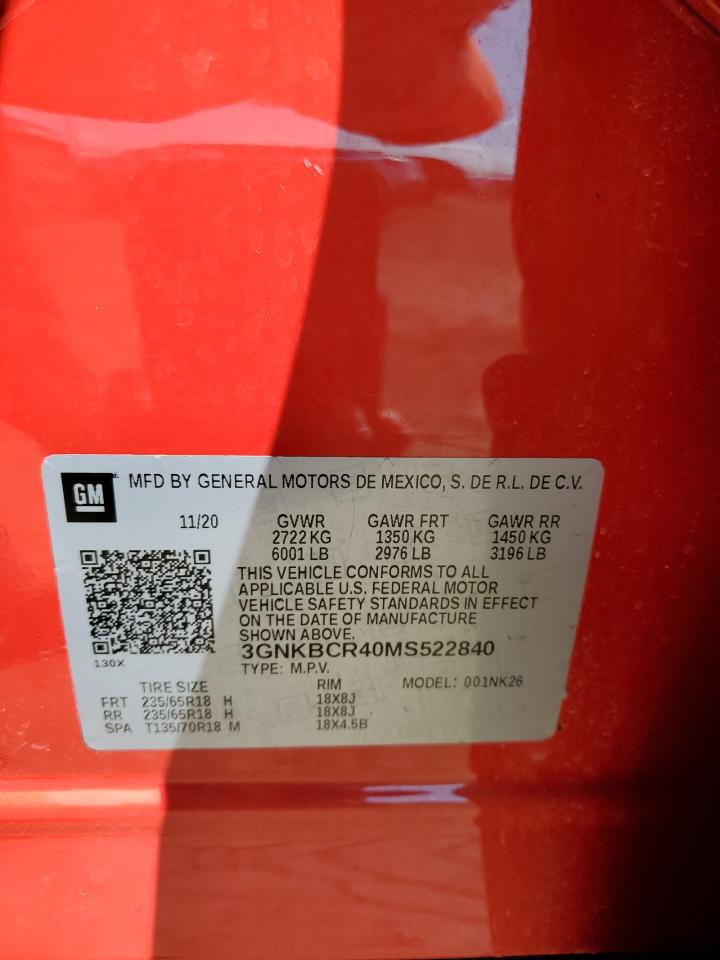 GM MFD BY GENERAL MOTORS DE MEXICO, S. DE R.L. DE C.V.
11/20 GVWR GAWR FRT GAWR RR
2722 KG 1350 KG 1450 KG
6001 LB 2976 LB 3196 LB
THIS VEHICLE CONFORMS TO ALL
APPLICABLE U.S. FEDERAL MOTOR
VEHICLE SAFETY STANDARDS IN EFFECT
ON THE DATE OF MANUFACTURE
SHOWN ABOVE.
3GNKBCR40MS522840
130X TYPE: M.P.V.
TIRE SIZE RIM MODEL: 001NK26
FRT 235/65R18 H 18X8J
RR 235/65R18 H 18X8J
SPA T135/70R18 M 18X4.5B